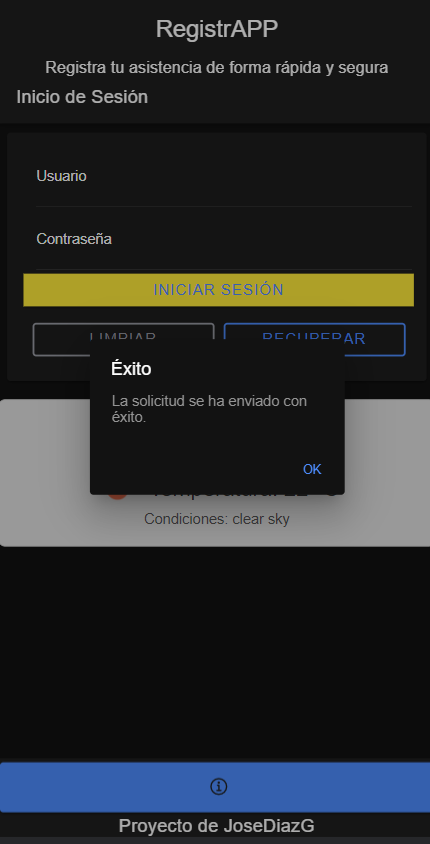 RegistrAPP
Registra tu asistencia de forma rápida y segura
Inicio de Sesión
Usuario
Contraseña
INICIAR SESIÓN
LIMPIAR RECUPERAR
Éxito
La solicitud se ha enviado con
éxito.
OK
Condiciones: clear sky
Proyecto de JoseDiazG